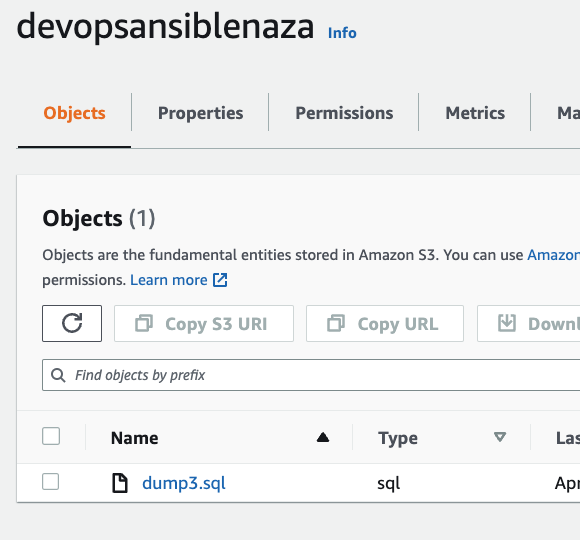 devopsansiblenaza Info
Objects Properties Permissions Metrics Ma
Objects (1)
Objects are the fundamental entities stored in Amazon S3. You can use Amazon
permissions. Learn more
Copy S3 URI Copy URL Downl
Find objects by prefix
Name Type Las
dump3.sql sql Apr